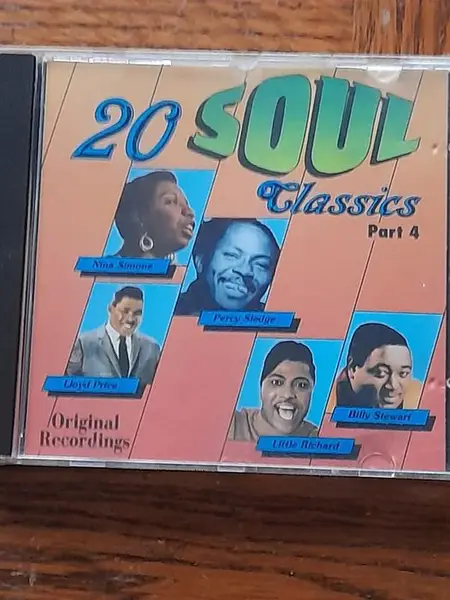 20 SOUL
Classics
Part 4
Nina Simone
Percy Sledge
Lloyd Price
Billy Stewart
Little Richard
Original
Recordings